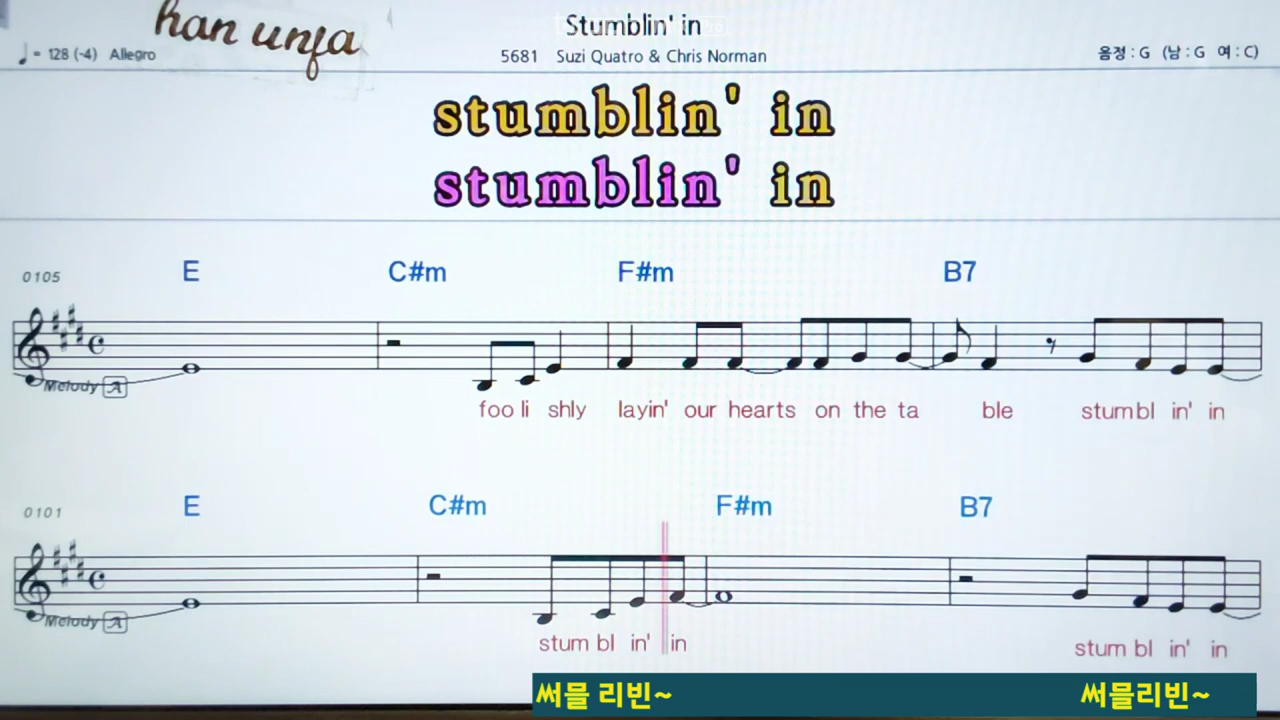 han unja
Stumblin' in
♩= 128 (-4) Allegro
5681 Suzi Quatro & Chris Norman
음정 : G (남 : G 여 : C)
stumblin' in
stumblin' in
0105 E C#m F#m B7
Melody A
foo li shly layin' our hearts on the ta ble stumbl in' in
0101 E C#m F#m B7
Melody A
stum bl in' in stum bl in' in
써믈 리빈~ 써믈리빈~